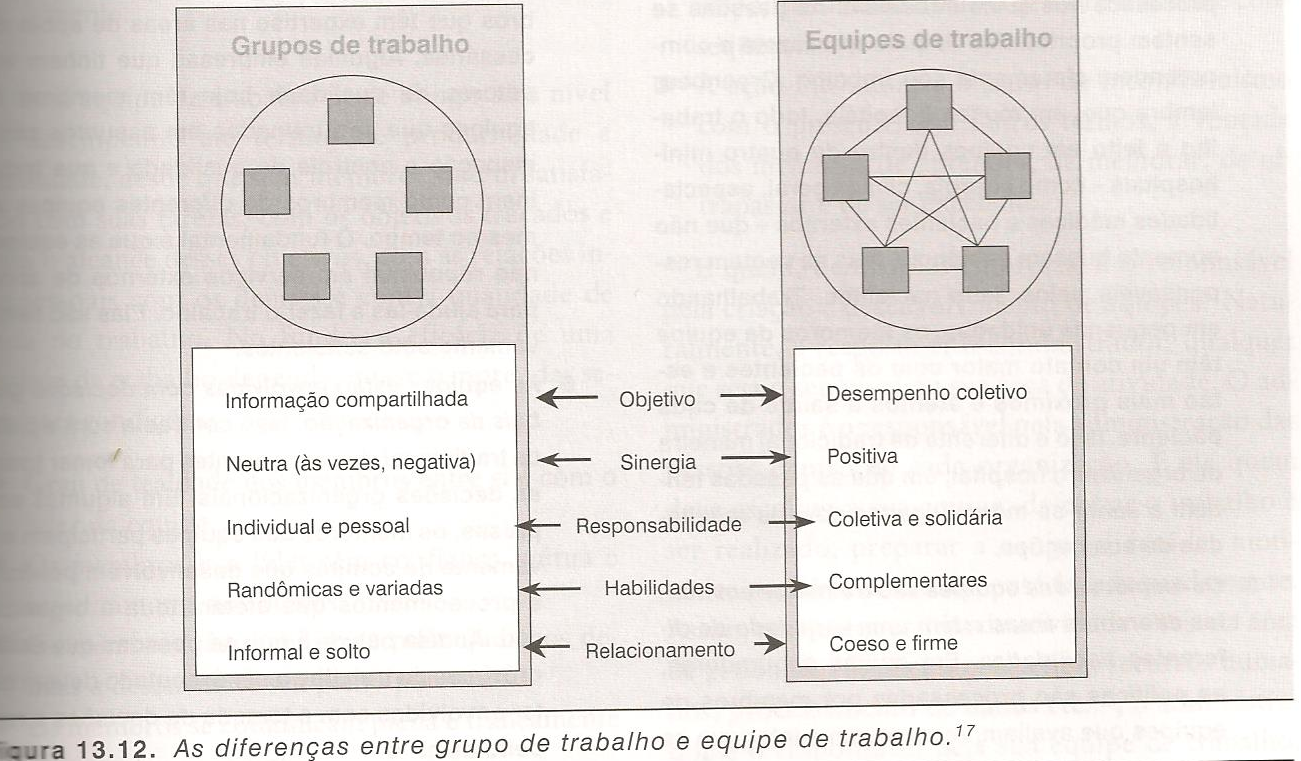 Grupos de trabalho
Equipes de trabalho
Informação compartilhada
Objetivo
Desempenho coletivo
Neutra (às vezes, negativa)
Sinergia
Positiva
Individual e pessoal
Responsabilidade
Coletiva e solidária
Randômicas e variadas
Habilidades
Complementares
Informal e solto
Relacionamento
Coeso e firme
igura 13.12. As diferenças entre grupo de trabalho e equipe de trabalho.17